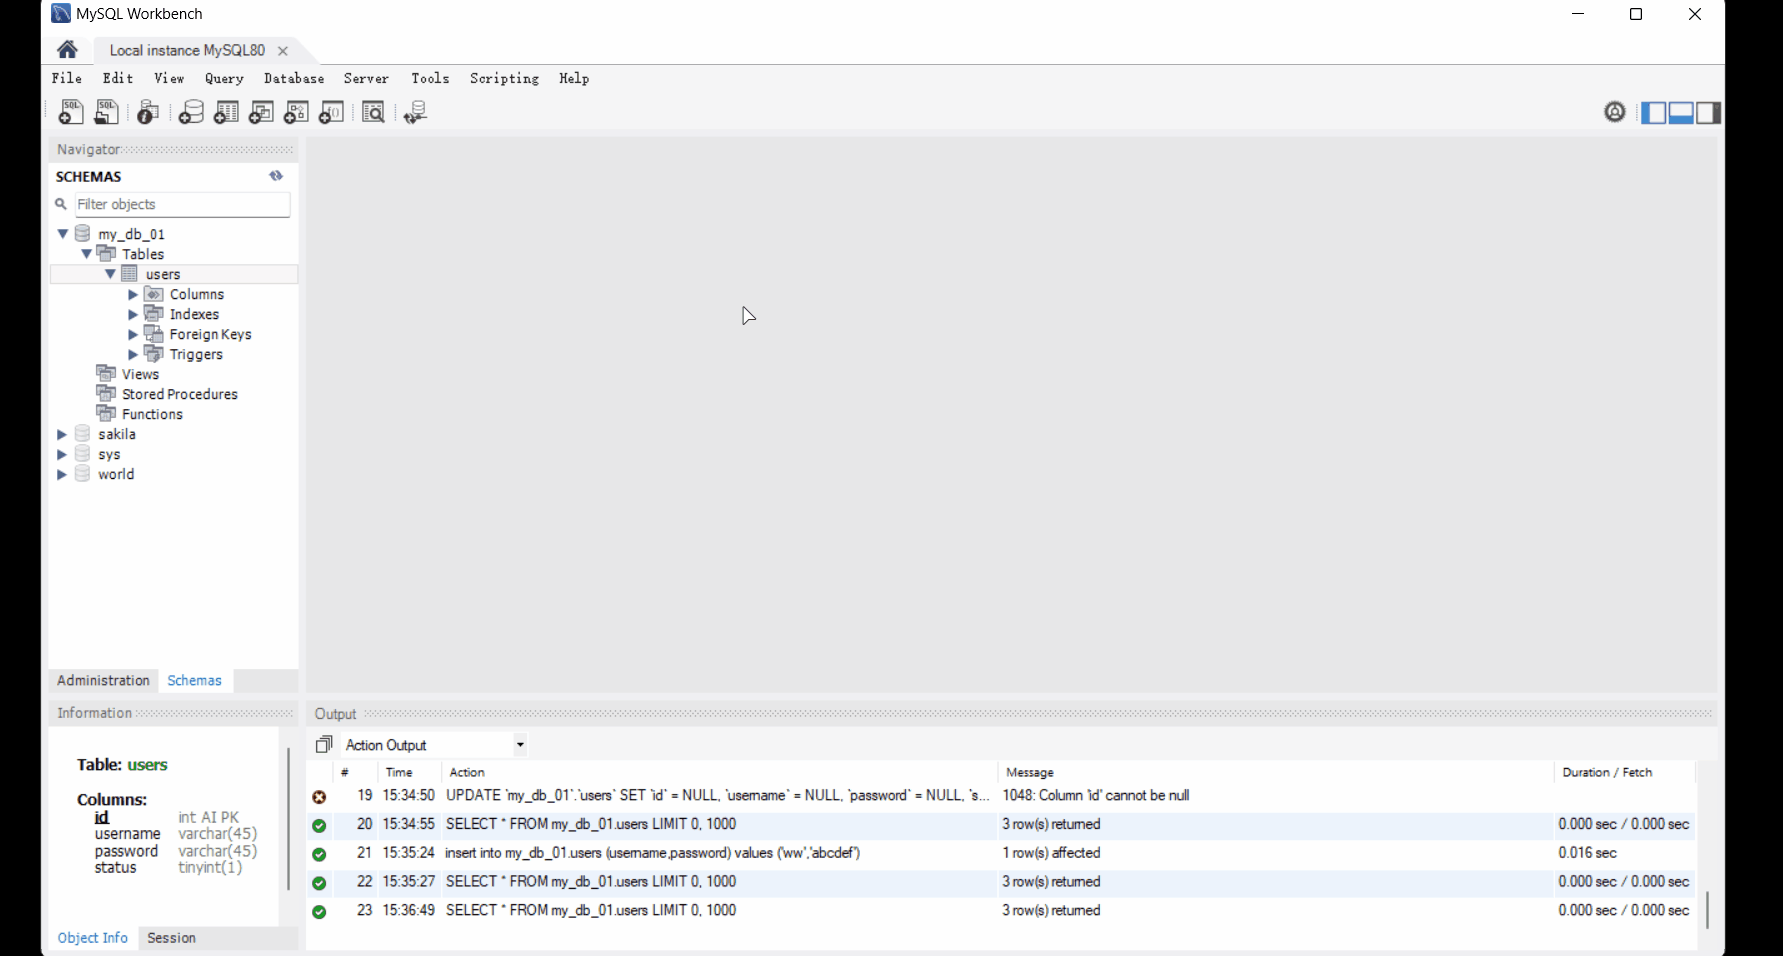 MySQL Workbench
Local instance MySQL80
File Edit View Query Database Server Tools Scripting Help
Navigator
SCHEMAS
Filter objects
my_db_01
Tables
users
Columns
Indexes
Foreign Keys
Triggers
Views
Stored Procedures
Functions
sakila
sys
world
Administration Schemas
Information
Table: users
Columns:
id int AI PK
username varchar(45)
password varchar(45)
status tinyint(1)
Object Info Session
Output
Action Output
# Time Action Message Duration / Fetch
19 15:34:50 UPDATE `my_db_01`.`users` SET `id` = NULL, `username` = NULL, `password` = NULL, `s... 1048: Column 'id' cannot be null
20 15:34:55 SELECT * FROM my_db_01.users LIMIT 0, 1000 3 row(s) returned 0.000 sec / 0.000 sec
21 15:35:24 insert into my_db_01.users (username,password) values ('ww','abcdef') 1 row(s) affected 0.016 sec
22 15:35:27 SELECT * FROM my_db_01.users LIMIT 0, 1000 3 row(s) returned 0.000 sec / 0.000 sec
23 15:36:49 SELECT * FROM my_db_01.users LIMIT 0, 1000 3 row(s) returned 0.000 sec / 0.000 sec